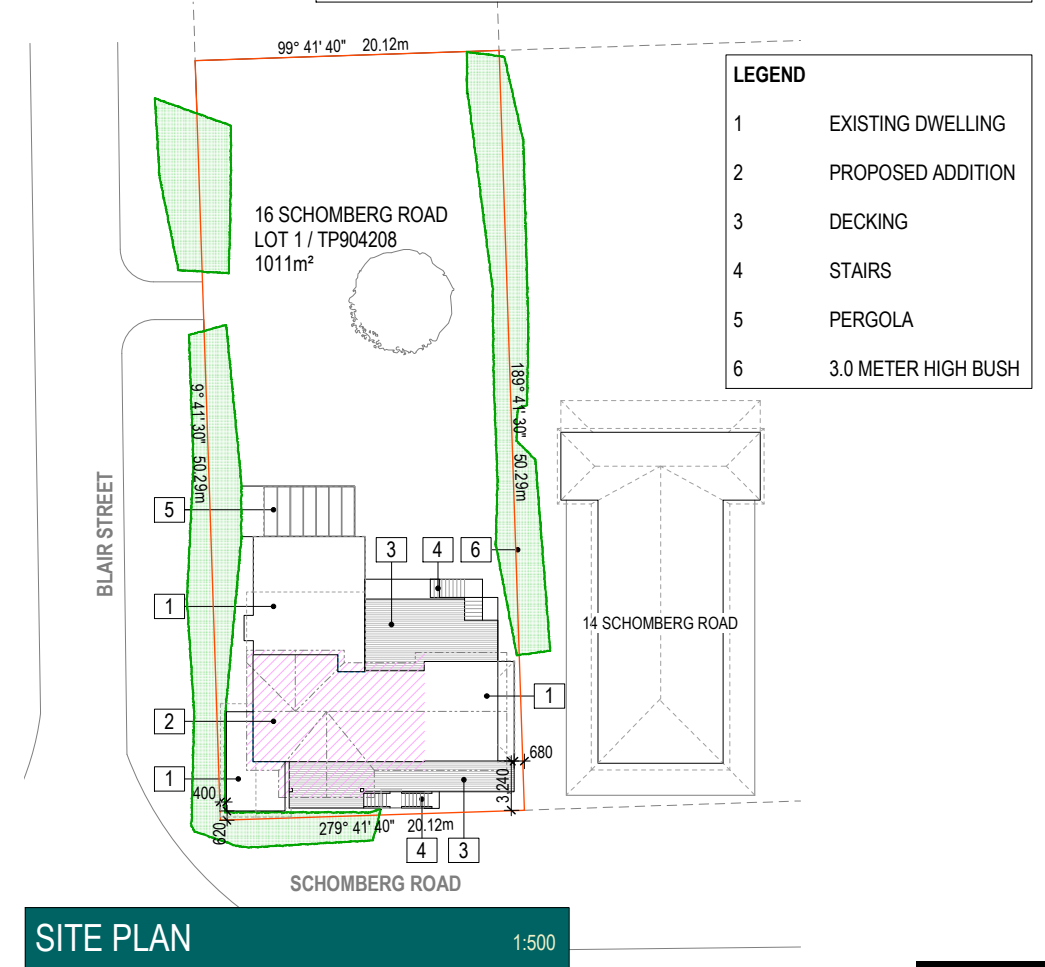 99° 41' 40" 20.12m
LEGEND
1 EXISTING DWELLING
2 PROPOSED ADDITION
3 DECKING
4 STAIRS
5 PERGOLA
6 3.0 METER HIGH BUSH
16 SCHOMBERG ROAD
LOT 1 / TP904208
1011m²
9° 41' 30" 50.29m
189° 41' 30" 50.29m
BLAIR STREET
5
3
4
6
1
14 SCHOMBERG ROAD
1
2
680
1
400
3 240
620
279° 41' 40" 20.12m
4
3
SCHOMBERG ROAD
SITE PLAN 1:500